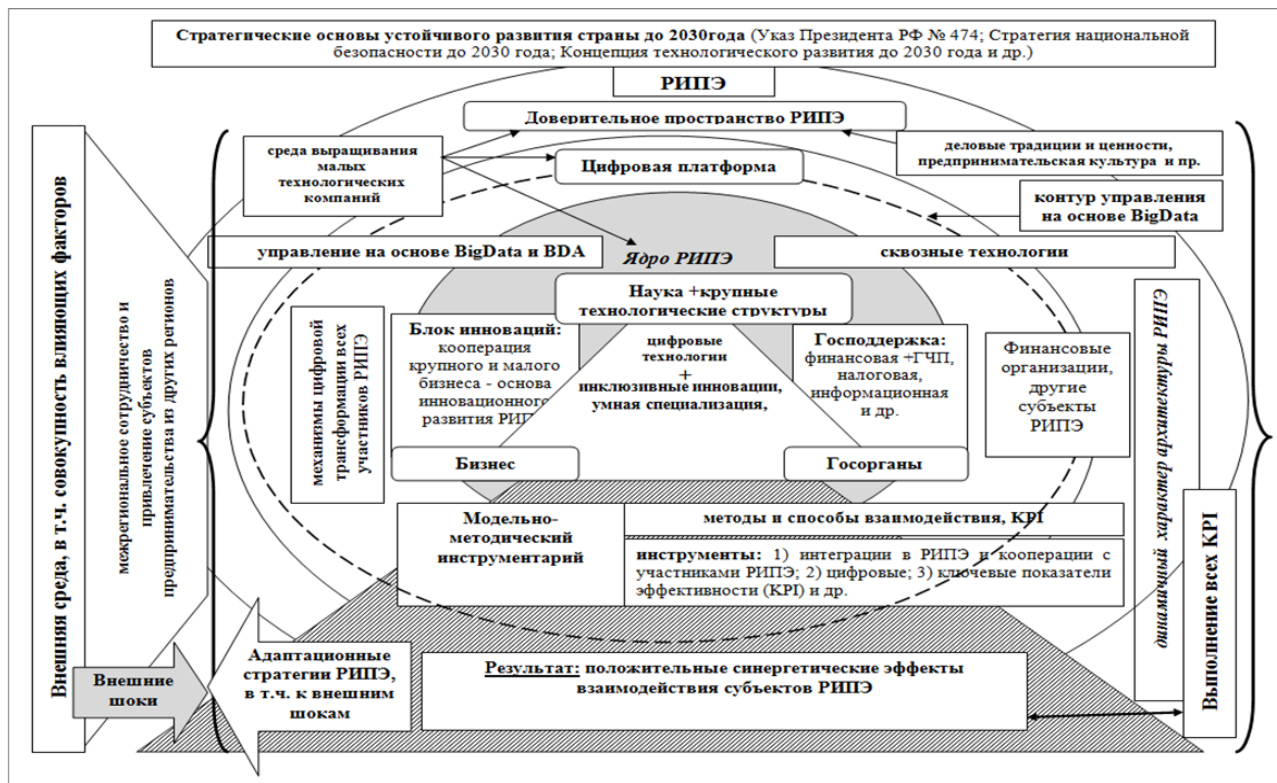 Стратегические основы устойчивого развития страны до 2030года (Указ Президента РФ № 474; Стратегия национальной
безопасности до 2030 года; Концепция технологического развития до 2030 года и др.)
РИПЭ
Доверительное пространство РИПЭ
среда выращивания
малых
технологических
компаний
деловые традиции и ценности,
предпринимательская культура и пр.
Цифровая платформа
контур управления
на основе BigData
управление на основе BigData и BDA
сквозные технологии
Ядро РИПЭ
Наука +крупные
технологические структуры
Внешняя среда, в т.ч. совокупность влияющих факторов
межрегиональное сотрудничество и
привлечение субъектов
предпринимательства из других регионов
механизмы цифровой
трансформации всех
участников РИПЭ
Блок инноваций:
кооперация
крупного и малого
бизнеса - основа
инновационного
развития РИП
цифровые
технологии
+
инклюзивные инновации,
умная специализация,
Господдержка:
финансовая +ГЧП,
налоговая,
информационная
и др.
Финансовые
организации,
другие
субъекты
РИПЭ
Бизнес
Госорганы
Модельно-
методический
инструментарий
методы и способы взаимодействия, KPI
инструменты: 1) интеграции в РИПЭ и кооперации с
участниками РИПЭ; 2) цифровые; 3) ключевые показатели
эффективности (KPI) и др.
Выполнение всех KPI
Внешние
шоки
Адаптационные
стратегии РИПЭ,
в т.ч. к внешним
шокам
Результат: положительные синергетические эффекты
взаимодействия субъектов РИПЭ